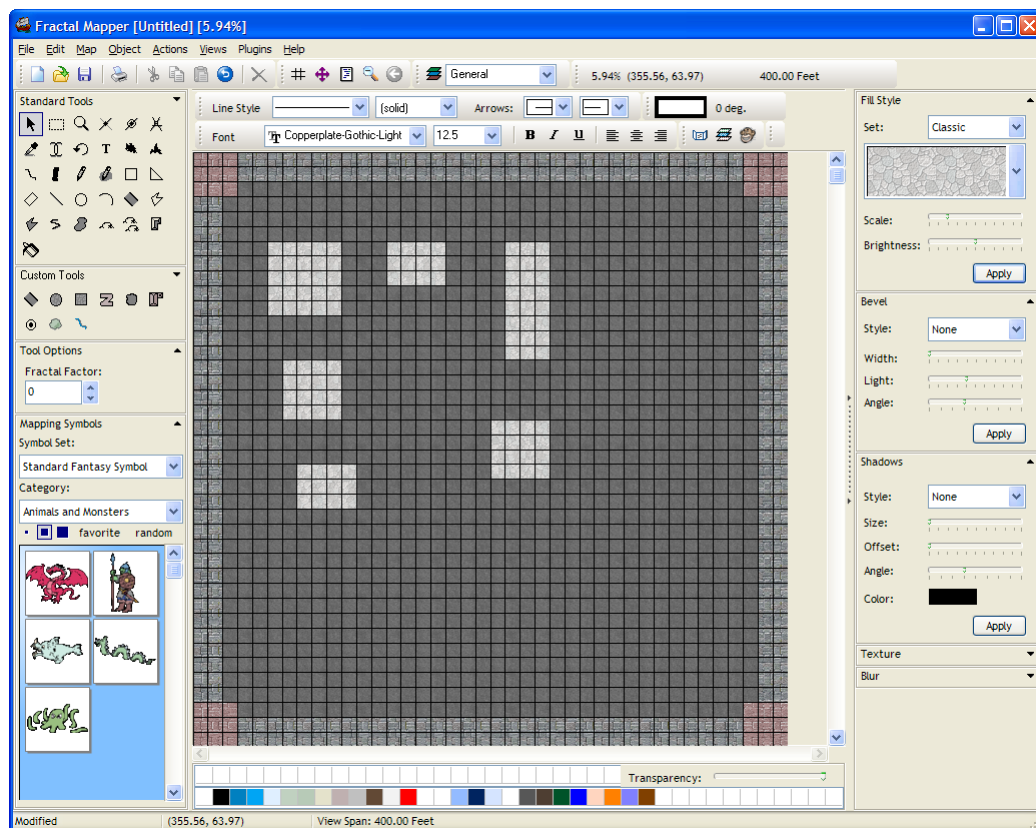 Fractal Mapper [Untitled] [5.94%]
File Edit Map Object Actions Views Plugins Help
General 5.94% (355.56, 63.97) 400.00 Feet
Standard Tools
Custom Tools
Tool Options
Fractal Factor:
0
Mapping Symbols
Symbol Set:
Standard Fantasy Symbol
Category:
Animals and Monsters
favorite random
Line Style (solid) Arrows: 0 deg.
Font Tr Copperplate-Gothic-Light 12.5 B I U
Transparency:
Fill Style
Set: Classic
Scale:
Brightness:
Apply
Bevel
Style: None
Width:
Light:
Angle:
Apply
Shadows
Style: None
Size:
Offset:
Angle:
Color:
Apply
Texture
Blur
Modified (355.56, 63.97) View Span: 400.00 Feet